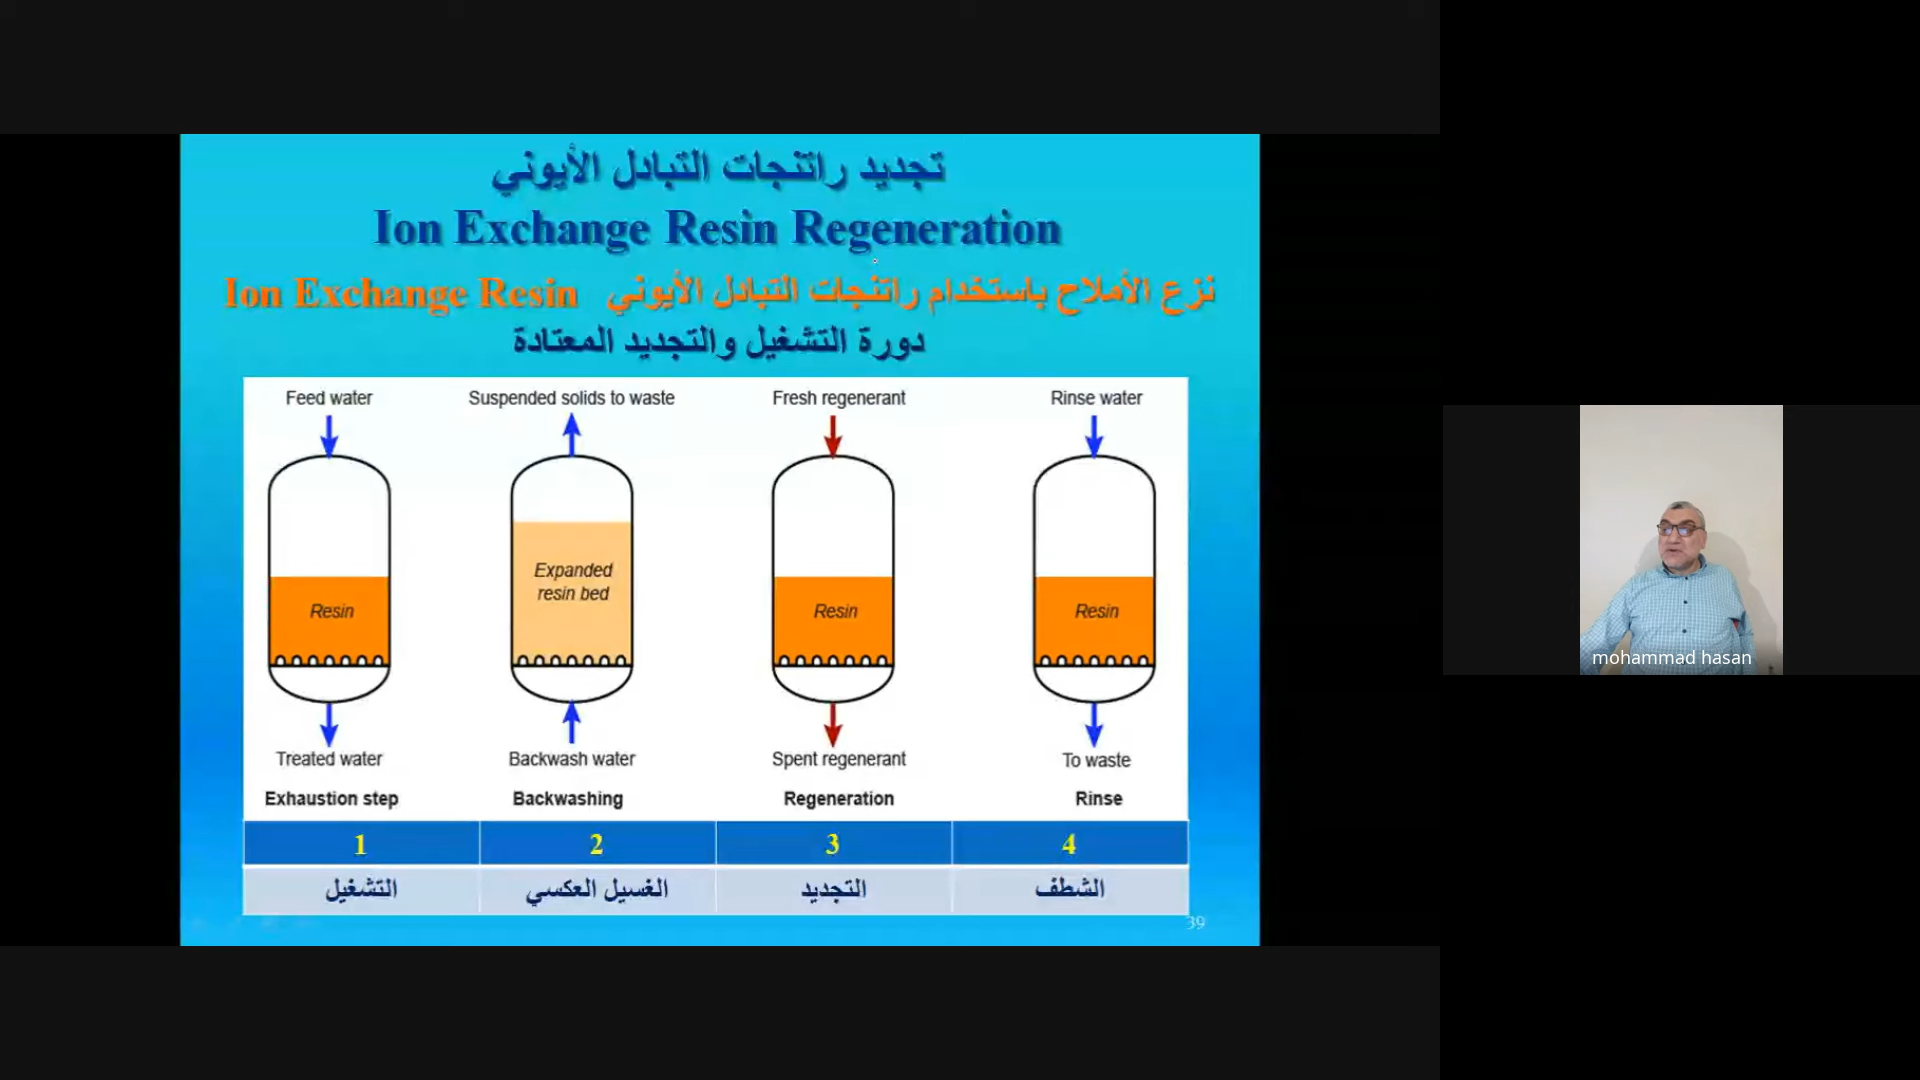 تجديد راتنجات التبادل الأيوني
Ion Exchange Resin Regeneration
نزع الأملاح باستخدام راتنجات التبادل الأيوني Ion Exchange Resin
دورة التشغيل والتجديد المعتادة
Feed water
Suspended solids to waste
Fresh regenerant
Rinse water
Resin
Expanded
resin bed
Resin
Resin
Treated water
Backwash water
Spent regenerant
To waste
Exhaustion step
Backwashing
Regeneration
Rinse
1
2
3
4
التشغيل
الغسيل العكسي
التجديد
الشطف
39
mohammad hasan